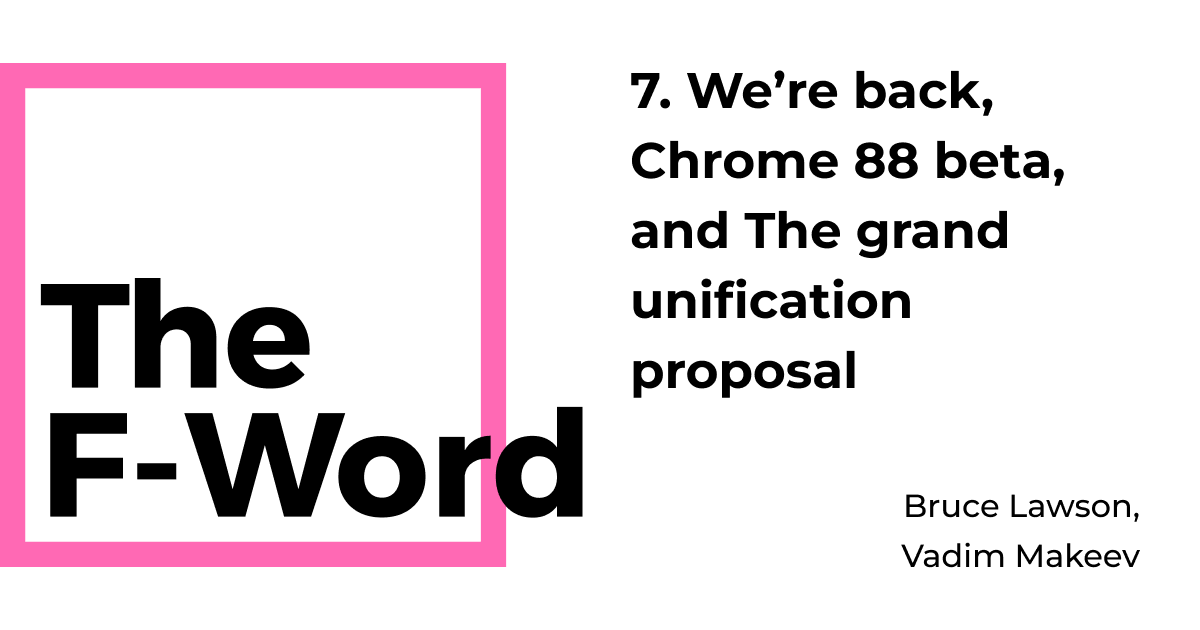 The
F-Word
7. We’re back,
Chrome 88 beta,
and The grand
unification
proposal
Bruce Lawson,
Vadim Makeev